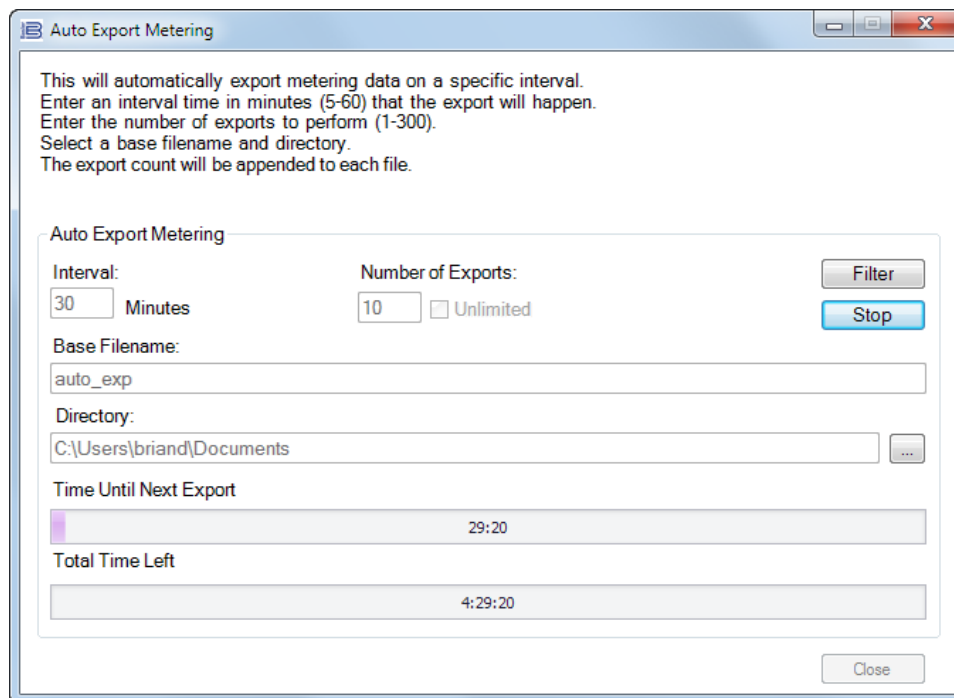 Auto Export Metering
This will automatically export metering data on a specific interval.
Enter an interval time in minutes (5-60) that the export will happen.
Enter the number of exports to perform (1-300).
Select a base filename and directory.
The export count will be appended to each file.
Auto Export Metering
Interval:
Number of Exports:
Filter
30 Minutes
10 Unlimited
Stop
Base Filename:
auto_exp
Directory:
C:\Users\briand\Documents
...
Time Until Next Export
29:20
Total Time Left
4:29:20
Close